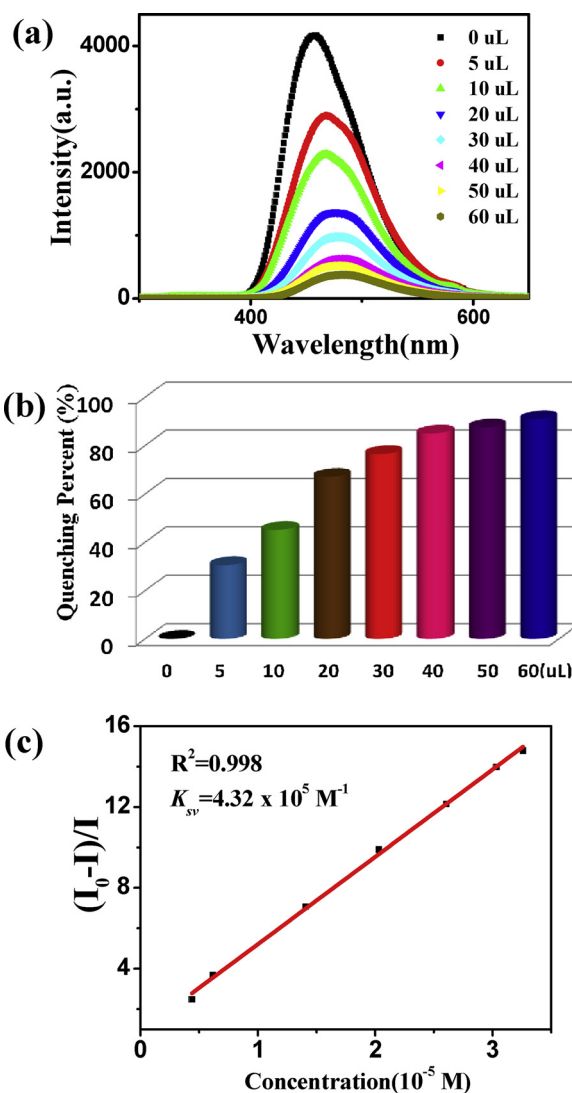 (a)
4000
2000
0
Intensity(a.u.)
0 uL
5 uL
10 uL
20 uL
30 uL
40 uL
50 uL
60 uL
400 600
Wavelength(nm)
(b)
100
80
60
40
20
0
Quenching Percent (%)
0 5 10 20 30 40 50 60(uL)
(c)
16
12
8
4
(I₀-I)/I
R²=0.998
Kₛᵥ=4.32 x 10⁵ M⁻¹
0 1 2 3
Concentration(10⁻⁵ M)